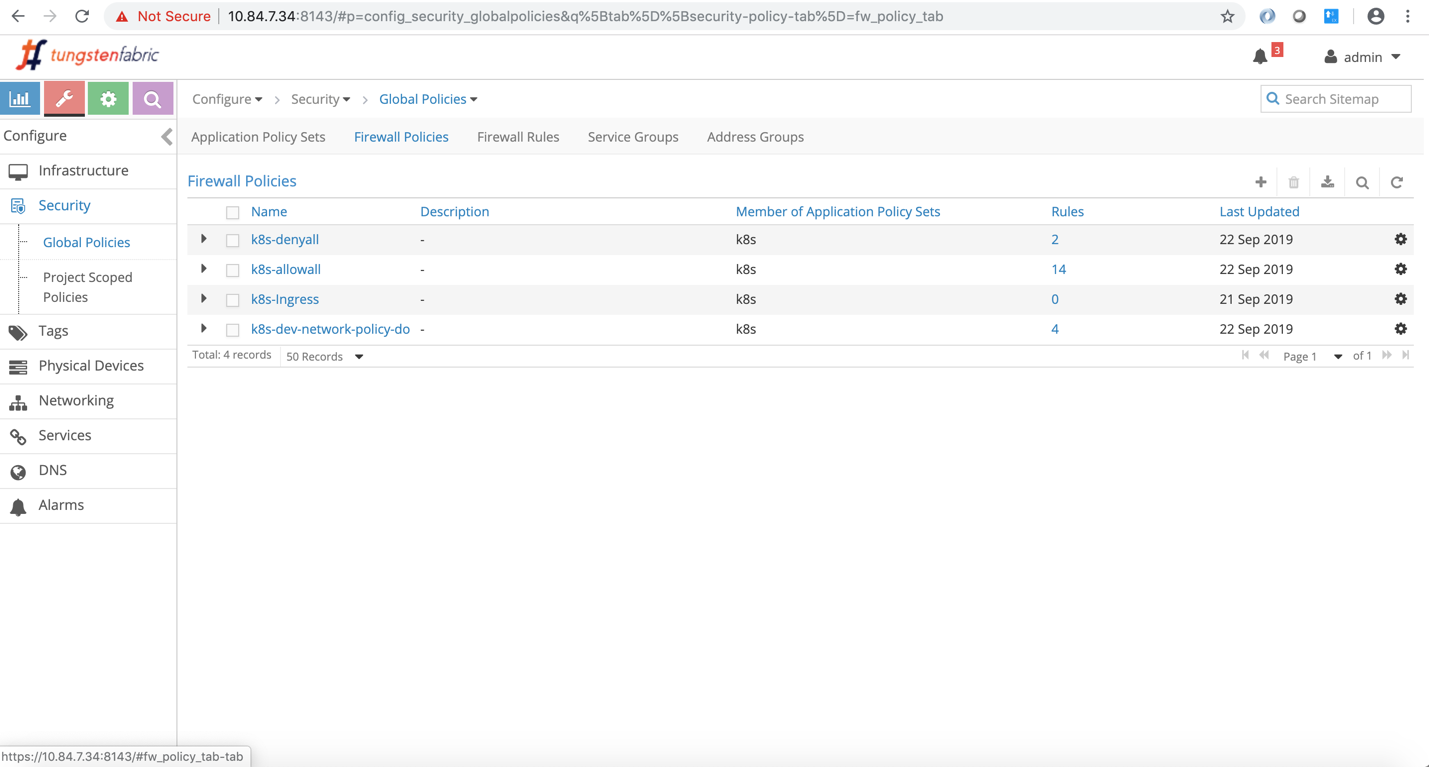 Not Secure 10.84.7.34:8143/#p=config_security_globalpolicies&q%5Btab%5D%5Bsecurity-policy-tab%5D=fw_policy_tab
tungstenfabric
3
admin
Configure Security Global Policies
Search Sitemap
Configure
Application Policy Sets Firewall Policies Firewall Rules Service Groups Address Groups
Infrastructure
Security
Global Policies
Project Scoped
Policies
Tags
Physical Devices
Networking
Services
DNS
Alarms
Firewall Policies
Name Description Member of Application Policy Sets Rules Last Updated
k8s-denyall - k8s 2 22 Sep 2019
k8s-allowall - k8s 14 22 Sep 2019
k8s-Ingress - k8s 0 21 Sep 2019
k8s-dev-network-policy-do - k8s 4 22 Sep 2019
Total: 4 records 50 Records Page 1 of 1
https://10.84.7.34:8143/#fw_policy_tab-tab